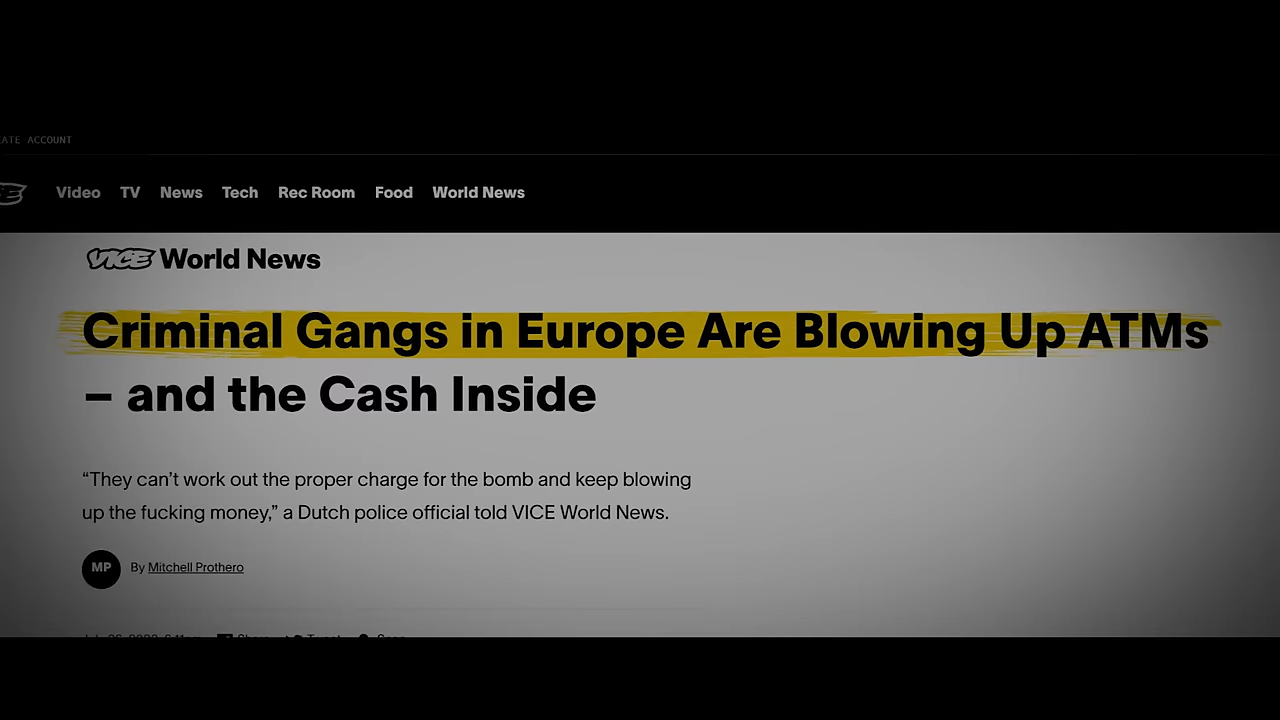 ACCOUNT
Video TV News Tech Rec Room Food World News
VICE World News
Criminal Gangs in Europe Are Blowing Up ATMs
– and the Cash Inside
“They can’t work out the proper charge for the bomb and keep blowing
up the fucking money,” a Dutch police official told VICE World News.
MP By Mitchell Prothero